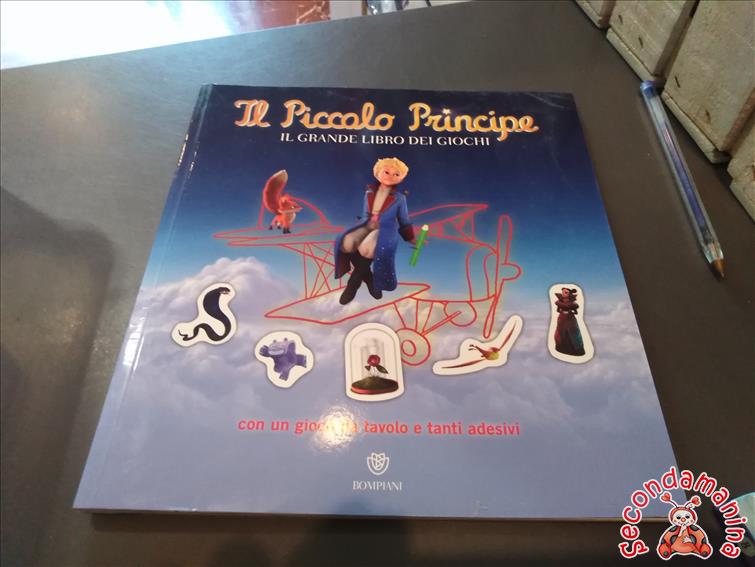 Il Piccolo Principe
IL GRANDE LIBRO DEI GIOCHI
con un gioco da tavolo e tanti adesivi
BOMPIANI
Secondamanina